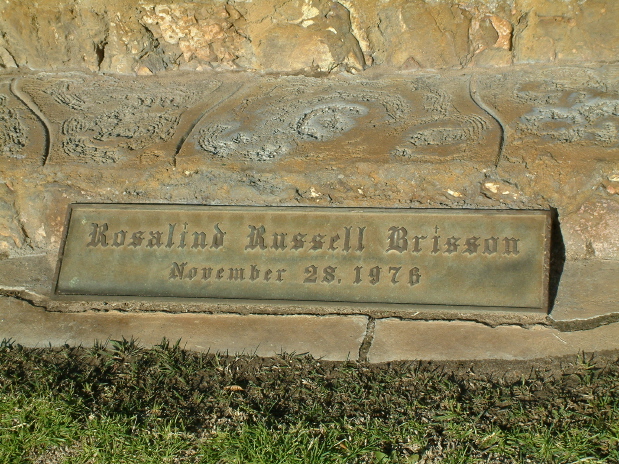 Rosalind Russell Brisson
November 28, 1976